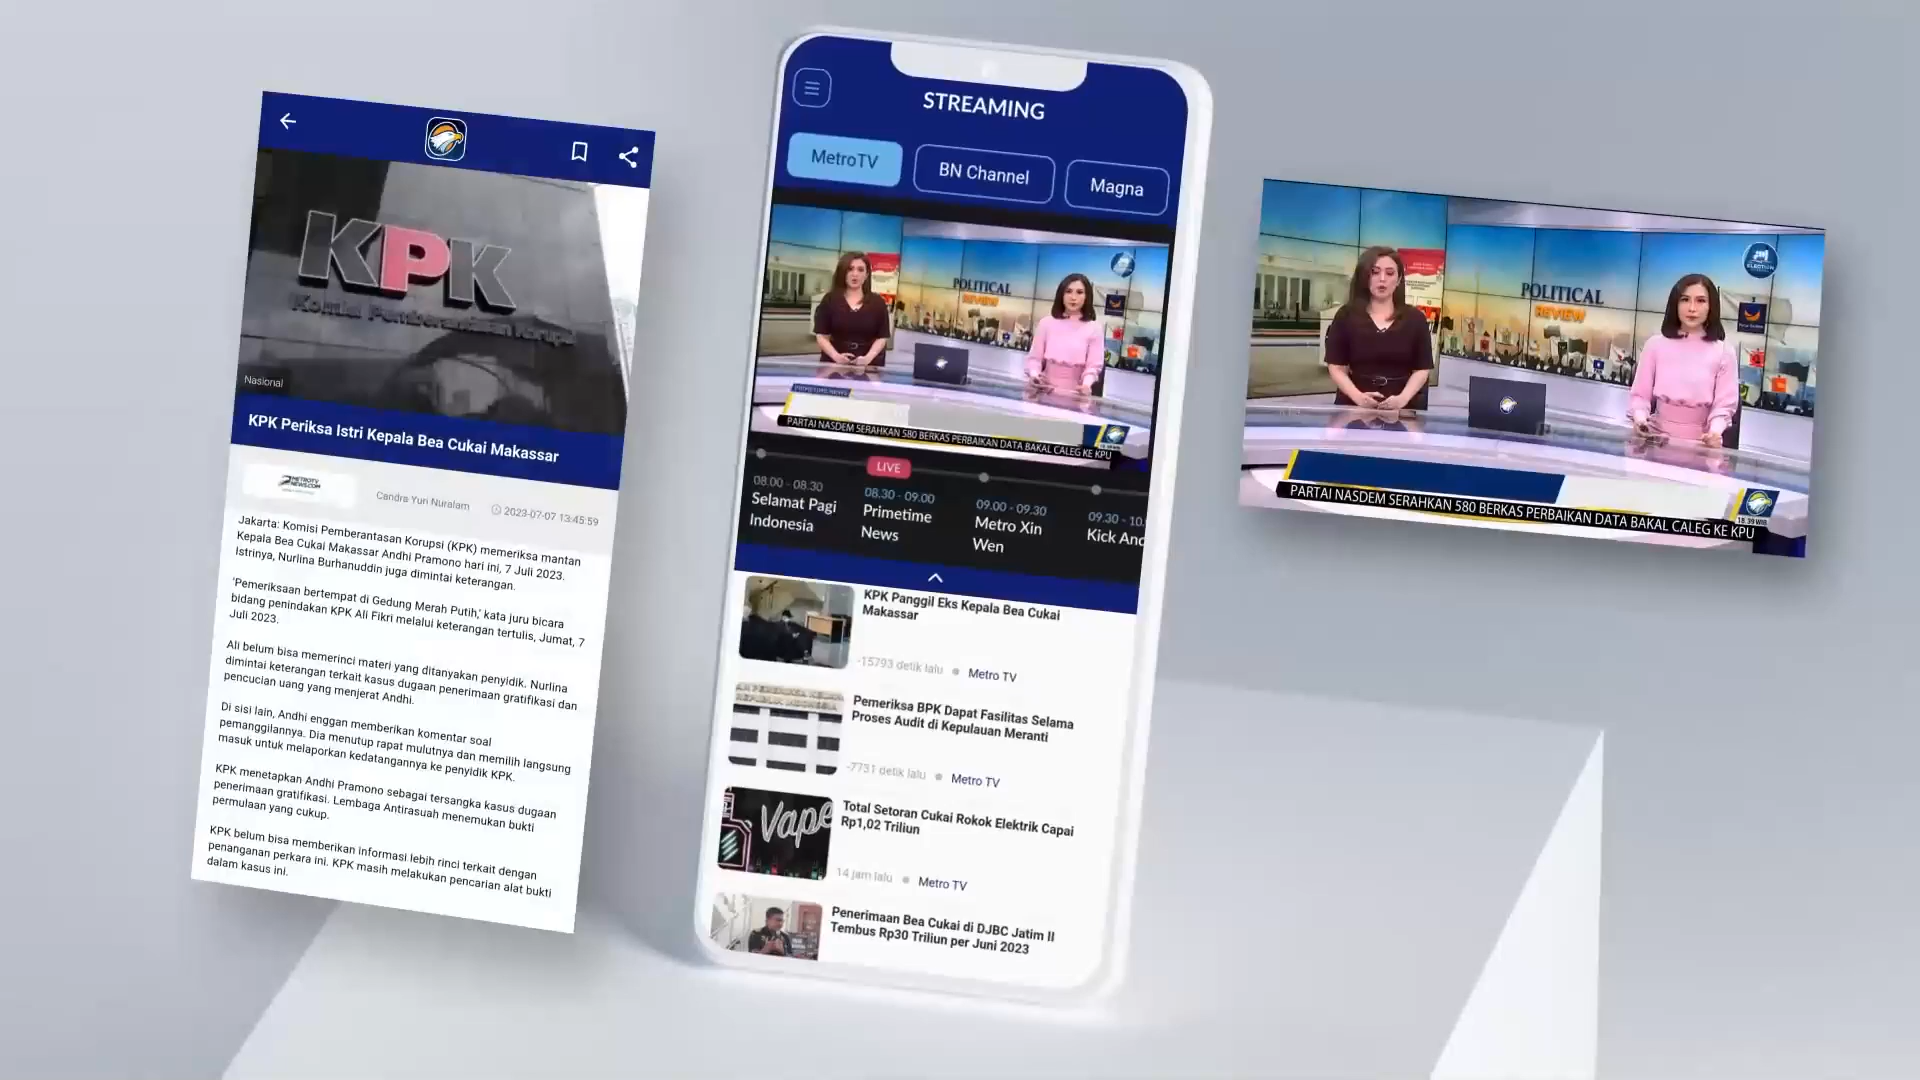 KPK
Komisi Pemberantasan Korupsi
Nasional
KPK Periksa Istri Kepala Bea Cukai Makassar
METROTV
NEWS.COM
Candra Yuri Nuralam
2023-07-07 13:45:59
Jakarta: Komisi Pemberantasan Korupsi (KPK) memeriksa mantan
Kepala Bea Cukai Makassar Andhi Pramono hari ini, 7 Juli 2023.
Istrinya, Nurlina Burhanuddin juga dimintai keterangan.
'Pemeriksaan bertempat di Gedung Merah Putih,' kata juru bicara
bidang penindakan KPK Ali Fikri melalui keterangan tertulis, Jumat, 7
Juli 2023.
Ali belum bisa memerinci materi yang ditanyakan penyidik. Nurlina
dimintai keterangan terkait kasus dugaan penerimaan gratifikasi dan
pencucian uang yang menjerat Andhi.
Di sisi lain, Andhi enggan memberikan komentar soal
pemanggilannya. Dia menutup rapat mulutnya dan memilih langsung
masuk untuk melaporkan kedatangannya ke penyidik KPK.
KPK menetapkan Andhi Pramono sebagai tersangka kasus dugaan
penerimaan gratifikasi. Lembaga Antirasuah menemukan bukti
permulaan yang cukup.
KPK belum bisa memberikan informasi lebih rinci terkait dengan
penanganan perkara ini. KPK masih melakukan pencarian alat bukti
dalam kasus ini.
STREAMING
MetroTV
BN Channel
Magna
POLITICAL
REVIEW
PRIMETIME NEWS
PARTAI NASDEM SERAHKAN 580 BERKAS PERBAIKAN DATA BAKAL CALEG KE KPU
LIVE
08.00 - 08.30
Selamat Pagi
Indonesia
08.30 - 09.00
Primetime
News
09.00 - 09.30
Metro Xin
Wen
09.30 - 10.
Kick Anc
KPK Panggil Eks Kepala Bea Cukai
Makassar
-15793 detik lalu
Metro TV
REPUBLIK INDONESIA
Pemeriksa BPK Dapat Fasilitas Selama
Proses Audit di Kepulauan Meranti
-7731 detik lalu
Metro TV
Vape
Total Setoran Cukai Rokok Elektrik Capai
Rp1,02 Triliun
14 jam lalu
Metro TV
Penerimaan Bea Cukai di DJBC Jatim II
Tembus Rp30 Triliun per Juni 2023
ELECTION
POLITICAL
REVIEW
PARTAI NASDEM SERAHKAN 580 BERKAS PERBAIKAN DATA BAKAL CALEG KE KPU
18.39 WIB